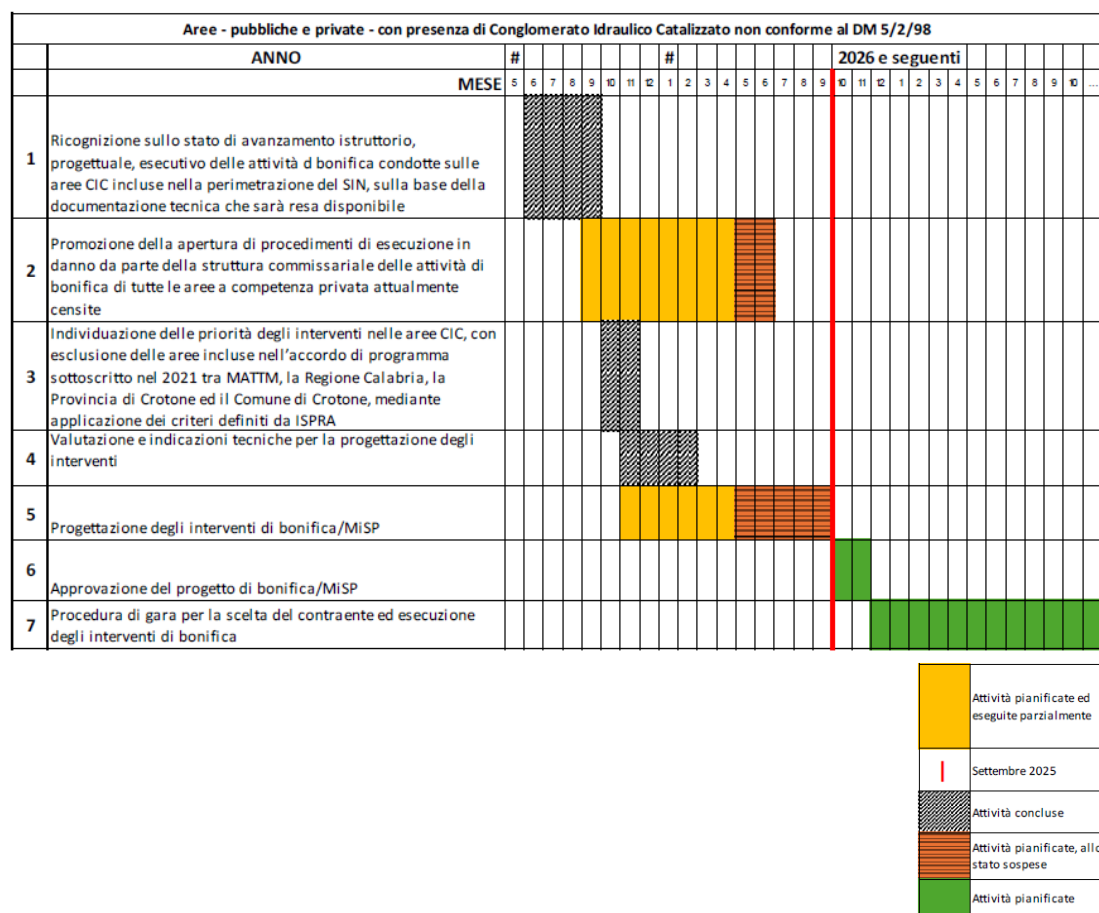 Aree - pubbliche e private - con presenza di Conglomerato Idraulico Catalizzato non conforme al DM 5/2/98
ANNO # # 2026 e seguenti
MESE 5 6 7 8 9 10 11 12 1 2 3 4 5 6 7 8 9 10 11 12 1 2 3 4 5 6 7 8 9 10 ...
1
Ricognizione sullo stato di avanzamento istruttorio,
progettuale, esecutivo delle attività d bonifica condotte sulle
aree CIC incluse nella perimetrazione del SIN, sulla base della
documentazione tecnica che sarà resa disponibile
2
Promozione della apertura di procedimenti di esecuzione in
danno da parte della struttura commissariale delle attività di
bonifica di tutte le aree a competenza privata attualmente
censite
3
Individuazione delle priorità degli interventi nelle aree CIC, con
esclusione delle aree incluse nell'accordo di programma
sottoscritto nel 2021 tra MATTM, la Regione Calabria, la
Provincia di Crotone ed il Comune di Crotone, mediante
applicazione dei criteri definiti da ISPRA
4
Valutazione e indicazioni tecniche per la progettazione degli
interventi
5
Progettazione degli interventi di bonifica/MiSP
6
Approvazione del progetto di bonifica/MiSP
7
Procedura di gara per la scelta del contraente ed esecuzione
degli interventi di bonifica
Attività pianificate ed
eseguite parzialmente
Settembre 2025
Attività concluse
Attività pianificate, allo
stato sospese
Attività pianificate